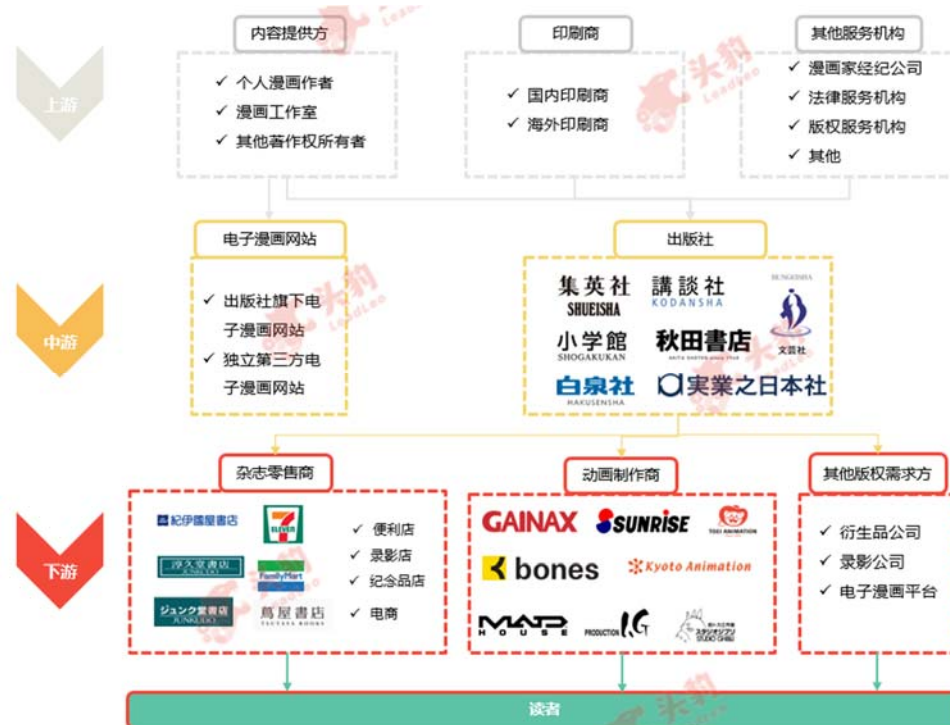 上游
内容提供方
✓ 个人漫画作者
✓ 漫画工作室
✓ 其他著作权所有者
印刷商
✓ 国内印刷商
✓ 海外印刷商
其他服务机构
✓ 漫画家经纪公司
✓ 法律服务机构
✓ 版权服务机构
✓ 其他
中游
电子漫画网站
✓ 出版社旗下电
子漫画网站
✓ 独立第三方电
子漫画网站
出版社
集英社
SHUEISHA
講談社
KODANSHA
BUNGEISHA
文芸社
小学館
SHOGAKUKAN
秋田書店
白泉社
HAKUSENSHA
実業之日本社
下游
杂志零售商
紀伊國屋書店
7
ELEVEN
淳久堂書店
JUNKUDO
FamilyMart
ジュンク堂書店
JUNKUDO
蔦屋書店
TSUTAYA BOOKS
✓ 便利店
✓ 录影店
✓ 纪念品店
✓ 电商
动画制作商
GAINAX
SUNRISE
TOEI ANIMATION
bones
Kyoto Animation
MAD
HOUSE
PRODUCTION I.G
スタジオジブリ
STUDIO GHIBLI
其他版权需求方
✓ 衍生品公司
✓ 录影公司
✓ 电子漫画平台
读者
头豹
LeadLeo